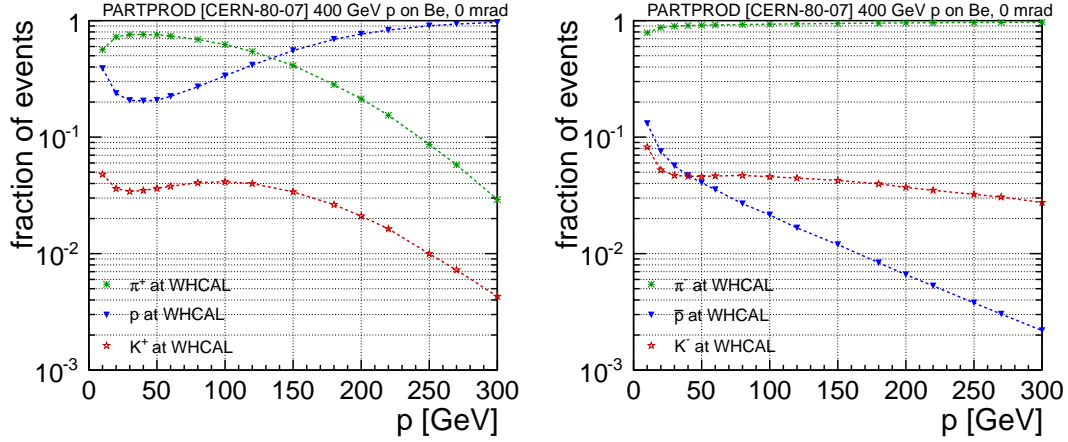 PARTPROD [CERN-80-07] 400 GeV p on Be, 0 mrad
fraction of events
1
10⁻¹
10⁻²
10⁻³
π⁺ at WHCAL
p at WHCAL
K⁺ at WHCAL
0 50 100 150 200 250 300
p [GeV]
PARTPROD [CERN-80-07] 400 GeV p on Be, 0 mrad
fraction of events
1
10⁻¹
10⁻²
10⁻³
π⁻ at WHCAL
p̅ at WHCAL
K⁻ at WHCAL
0 50 100 150 200 250 300
p [GeV]